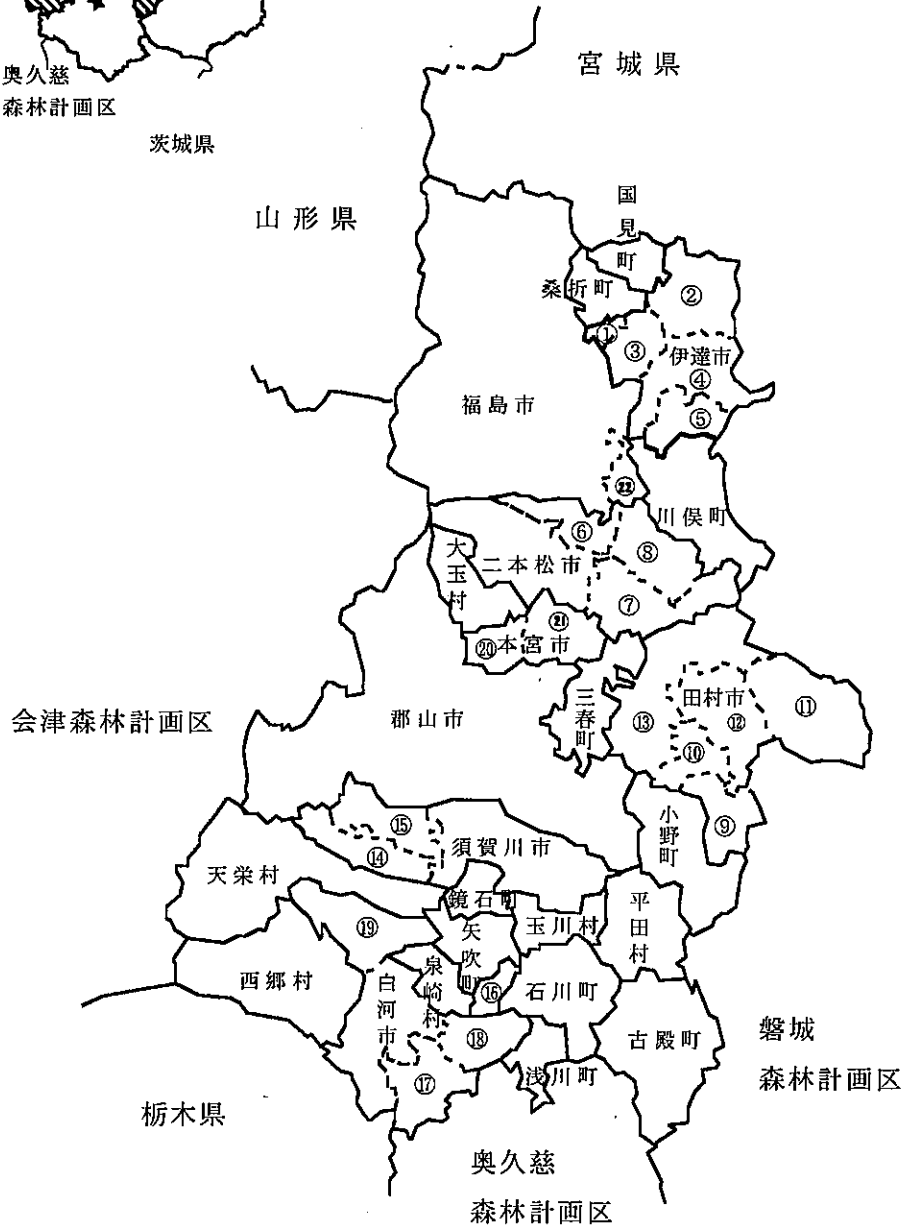 奥久慈
森林計画区
茨城県
宮城県
山形県
国見町
桑折町
①
②
③
伊達市
④
⑤
福島市
㉒
川俣町
⑥
⑧
大玉村
二本松市
⑦
㉑
⑳
本宮市
会津森林計画区
郡山市
三春町
田村市
⑬
⑫
⑪
⑩
⑨
小野町
⑮
⑭
須賀川市
天栄村
鏡石町
玉川村
平田村
⑲
矢吹町
西郷村
白河市
泉崎村
⑯
石川町
⑱
古殿町
磐城
森林計画区
浅川町
⑰
栃木県
奥久慈
森林計画区